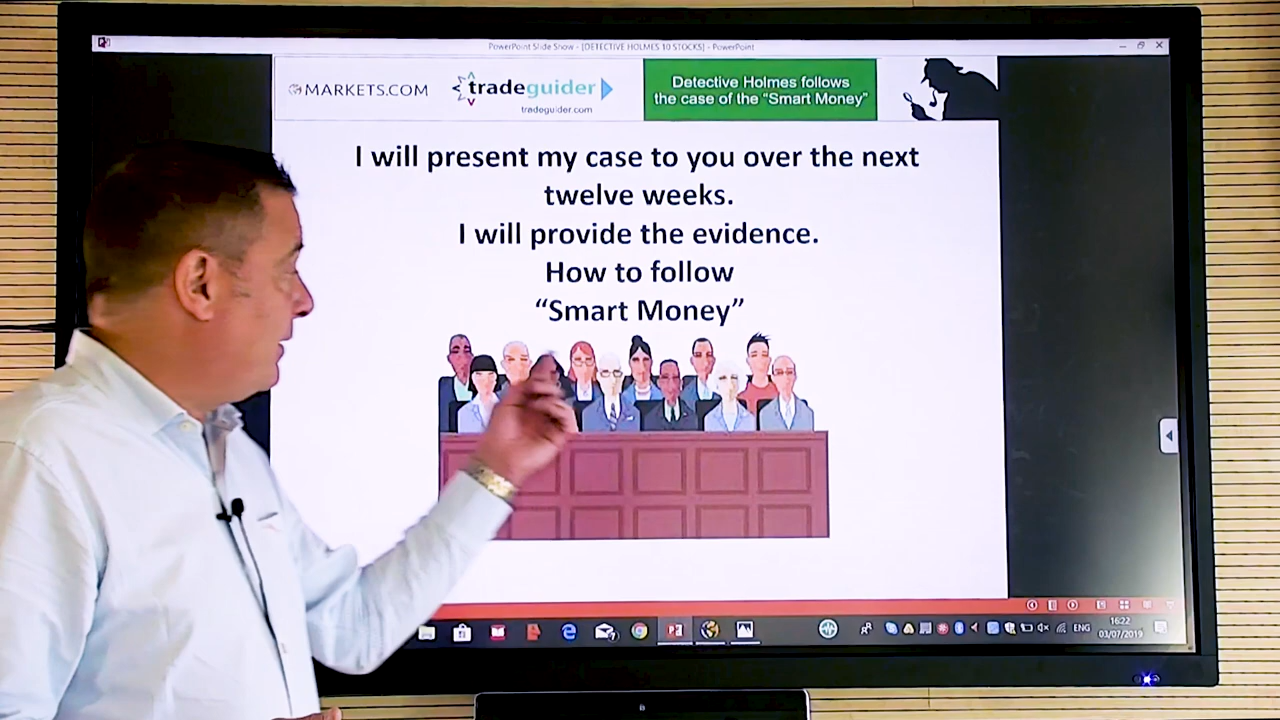 PowerPoint Slide Show - [DETECTIVE HOLMES 10 STOCKS] - PowerPoint
MARKETS.COM
tradeguider
tradeguider.com
Detective Holmes follows
the case of the “Smart Money”
I will present my case to you over the next
twelve weeks.
I will provide the evidence.
How to follow
“Smart Money”
ENG
16:22
03/07/2019